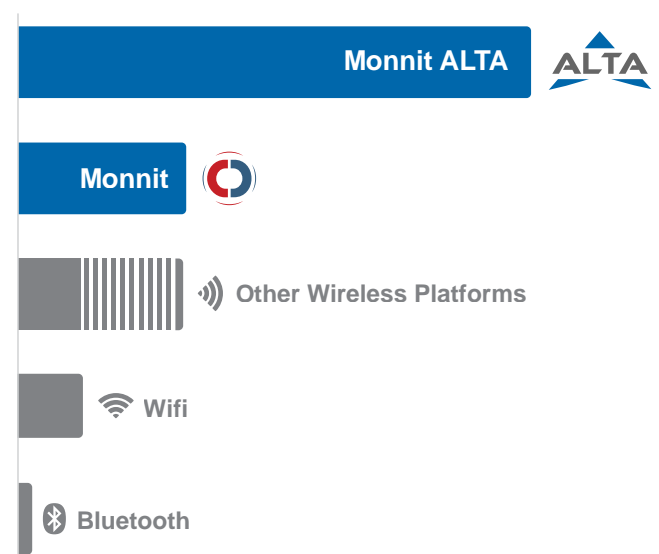 Monnit ALTA
ALTA
Monnit
Other Wireless Platforms
Wifi
Bluetooth